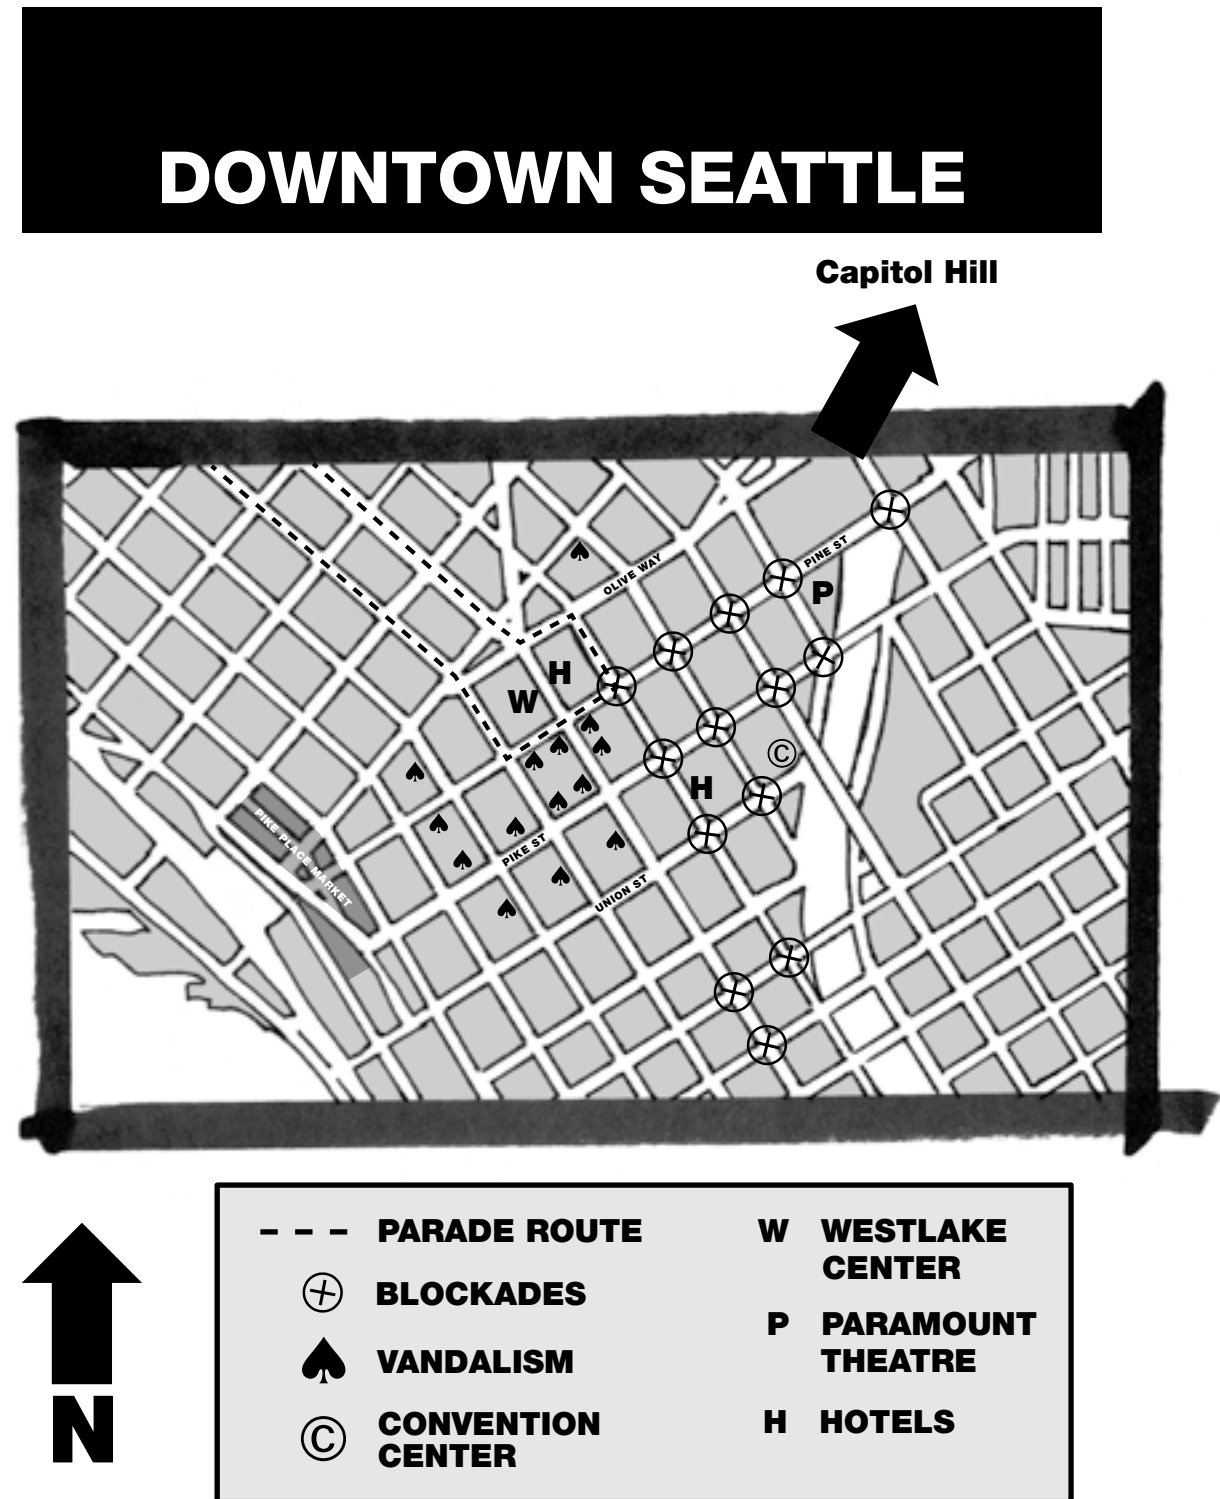 DOWNTOWN SEATTLE
Capitol Hill
PINE ST
OLIVE WAY
P
H
W
©
H
PIKE PLACE MARKET
PIKE ST
UNION ST
PARADE ROUTE
BLOCKADES
VANDALISM
© CONVENTION
CENTER
W WESTLAKE
CENTER
P PARAMOUNT
THEATRE
H HOTELS
N